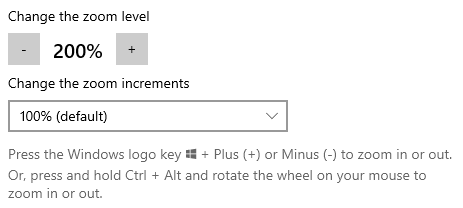 Change the zoom level
- 200% +
Change the zoom increments
100% (default)
Press the Windows logo key + Plus (+) or Minus (-) to zoom in or out.
Or, press and hold Ctrl + Alt and rotate the wheel on your mouse to
zoom in or out.